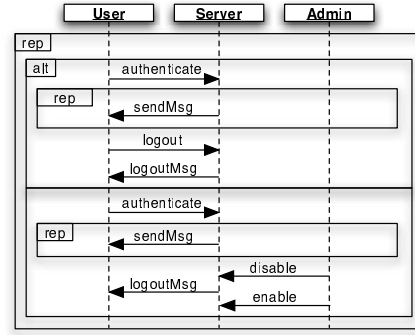 User Server Admin
rep
alt
authenticate
rep
sendMsg
logout
logoutMsg
authenticate
rep
sendMsg
disable
logoutMsg
enable